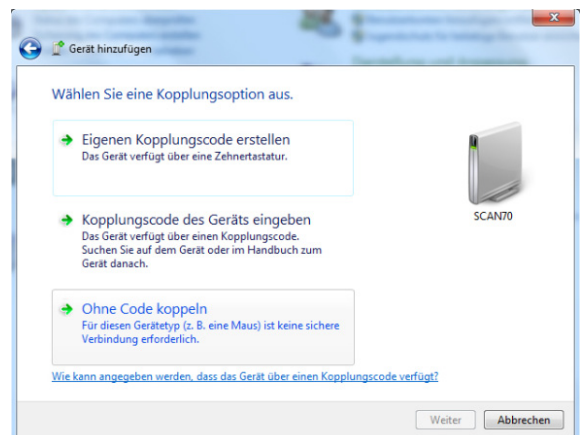 Gerät hinzufügen
Wählen Sie eine Kopplungsoption aus.
Eigenen Kopplungscode erstellen
Das Gerät verfügt über eine Zehnertastatur.
Kopplungscode des Geräts eingeben
Das Gerät verfügt über einen Kopplungscode.
Suchen Sie auf dem Gerät oder im Handbuch zum
Gerät danach.
SCAN70
Ohne Code koppeln
Für diesen Gerätetyp (z. B. eine Maus) ist keine sichere
Verbindung erforderlich.
Wie kann angegeben werden, dass das Gerät über einen Kopplungscode verfügt?
Weiter
Abbrechen